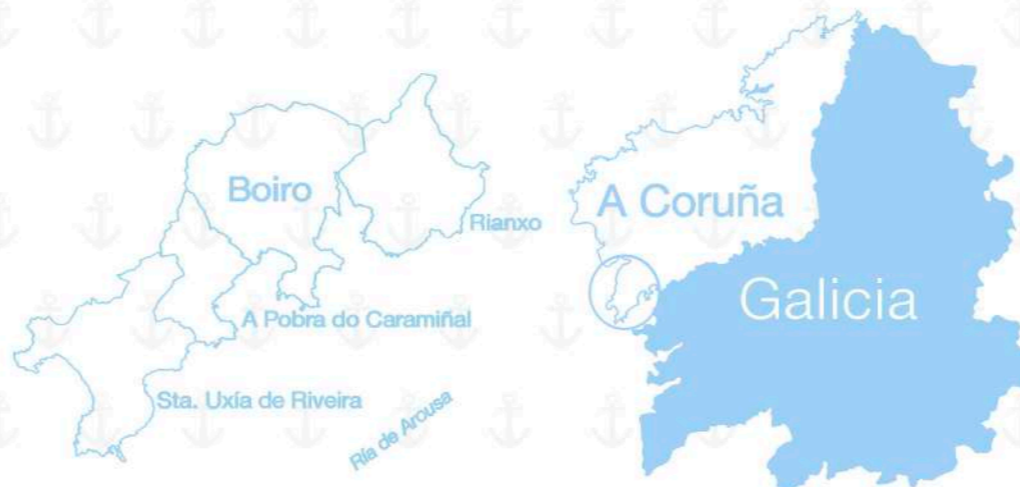 Boiro
Rianxo
A Pobra do Caramiñal
Sta. Uxía de Riveira
Ría de Arousa
A Coruña
Galicia